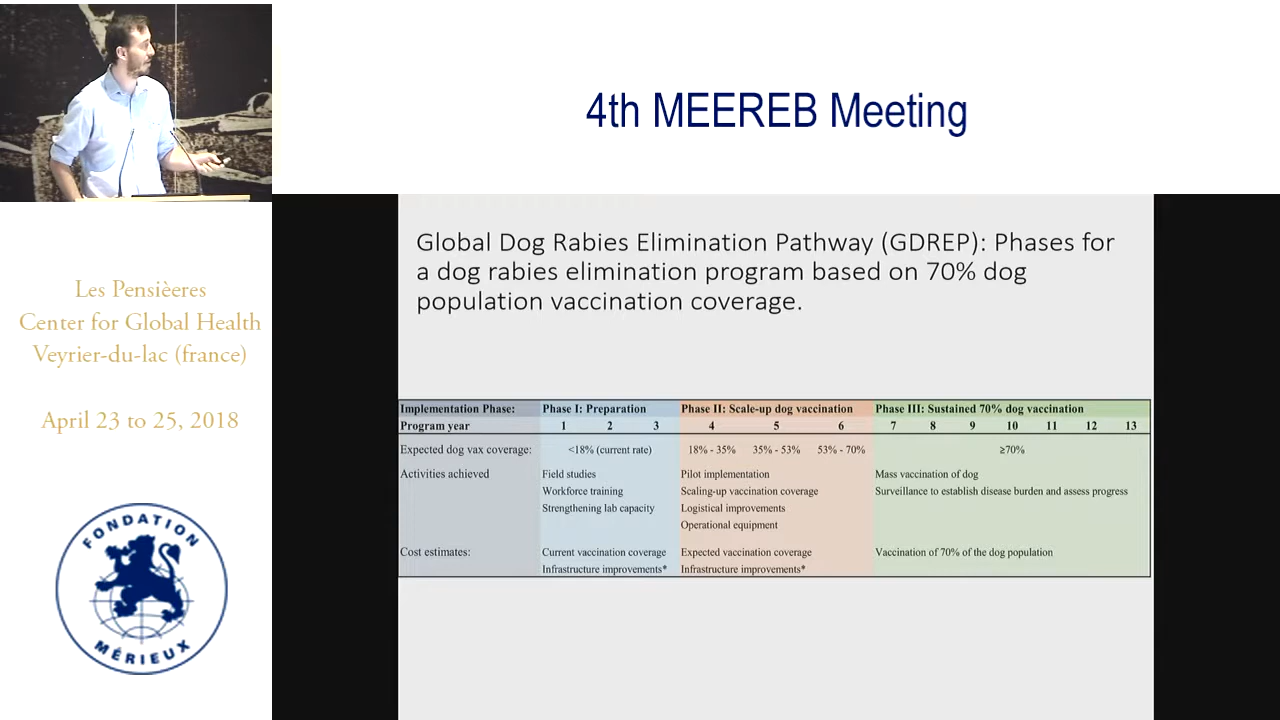 4th MEEREB Meeting
Les Pensièeres
Center for Global Health
Veyrier-du-lac (france)
April 23 to 25, 2018
FONDATION
MÉRIEUX
Global Dog Rabies Elimination Pathway (GDREP): Phases for
a dog rabies elimination program based on 70% dog
population vaccination coverage.
Implementation Phase: Phase I: Preparation Phase II: Scale-up dog vaccination Phase III: Sustained 70% dog vaccination
Program year 1 2 3 4 5 6 7 8 9 10 11 12 13
Expected dog vax coverage: <18% (current rate) 18% - 35% 35% - 53% 53% - 70% ≥70%
Activities achieved Field studies Pilot implementation Mass vaccination of dog
Workforce training Scaling-up vaccination coverage Surveillance to establish disease burden and assess progress
Strengthening lab capacity Logistical improvements
Operational equipment
Cost estimates: Current vaccination coverage Expected vaccination coverage Vaccination of 70% of the dog population
Infrastructure improvements* Infrastructure improvements*